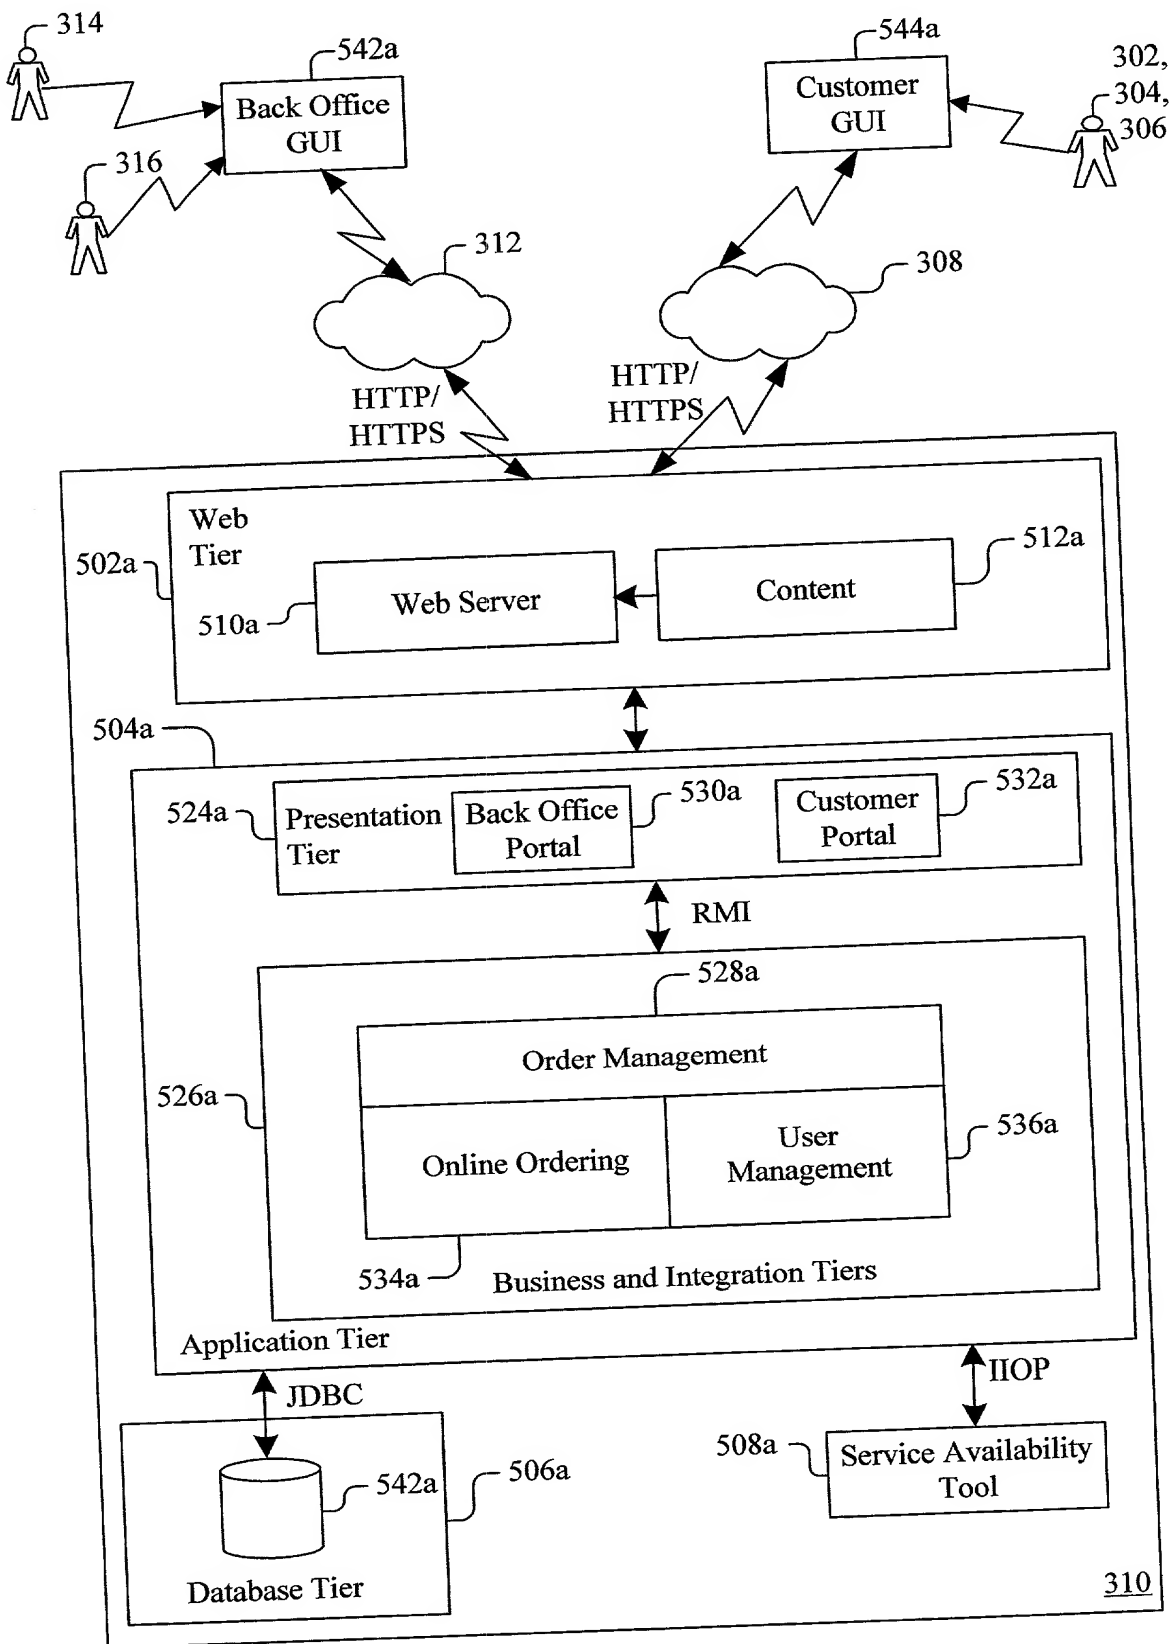 314
542a
544a
302,
304,
306
Back Office
GUI
Customer
GUI
316
312
308
HTTP/
HTTPS
HTTP/
HTTPS
Web
Tier
502a
512a
Web Server
Content
510a
504a
524a
Presentation
Tier
Back Office
Portal
530a
Customer
Portal
532a
RMI
528a
Order Management
526a
Online Ordering
User
Management
536a
534a
Business and Integration Tiers
Application Tier
JDBC
IIOP
508a
Service Availability
Tool
542a
506a
Database Tier
310